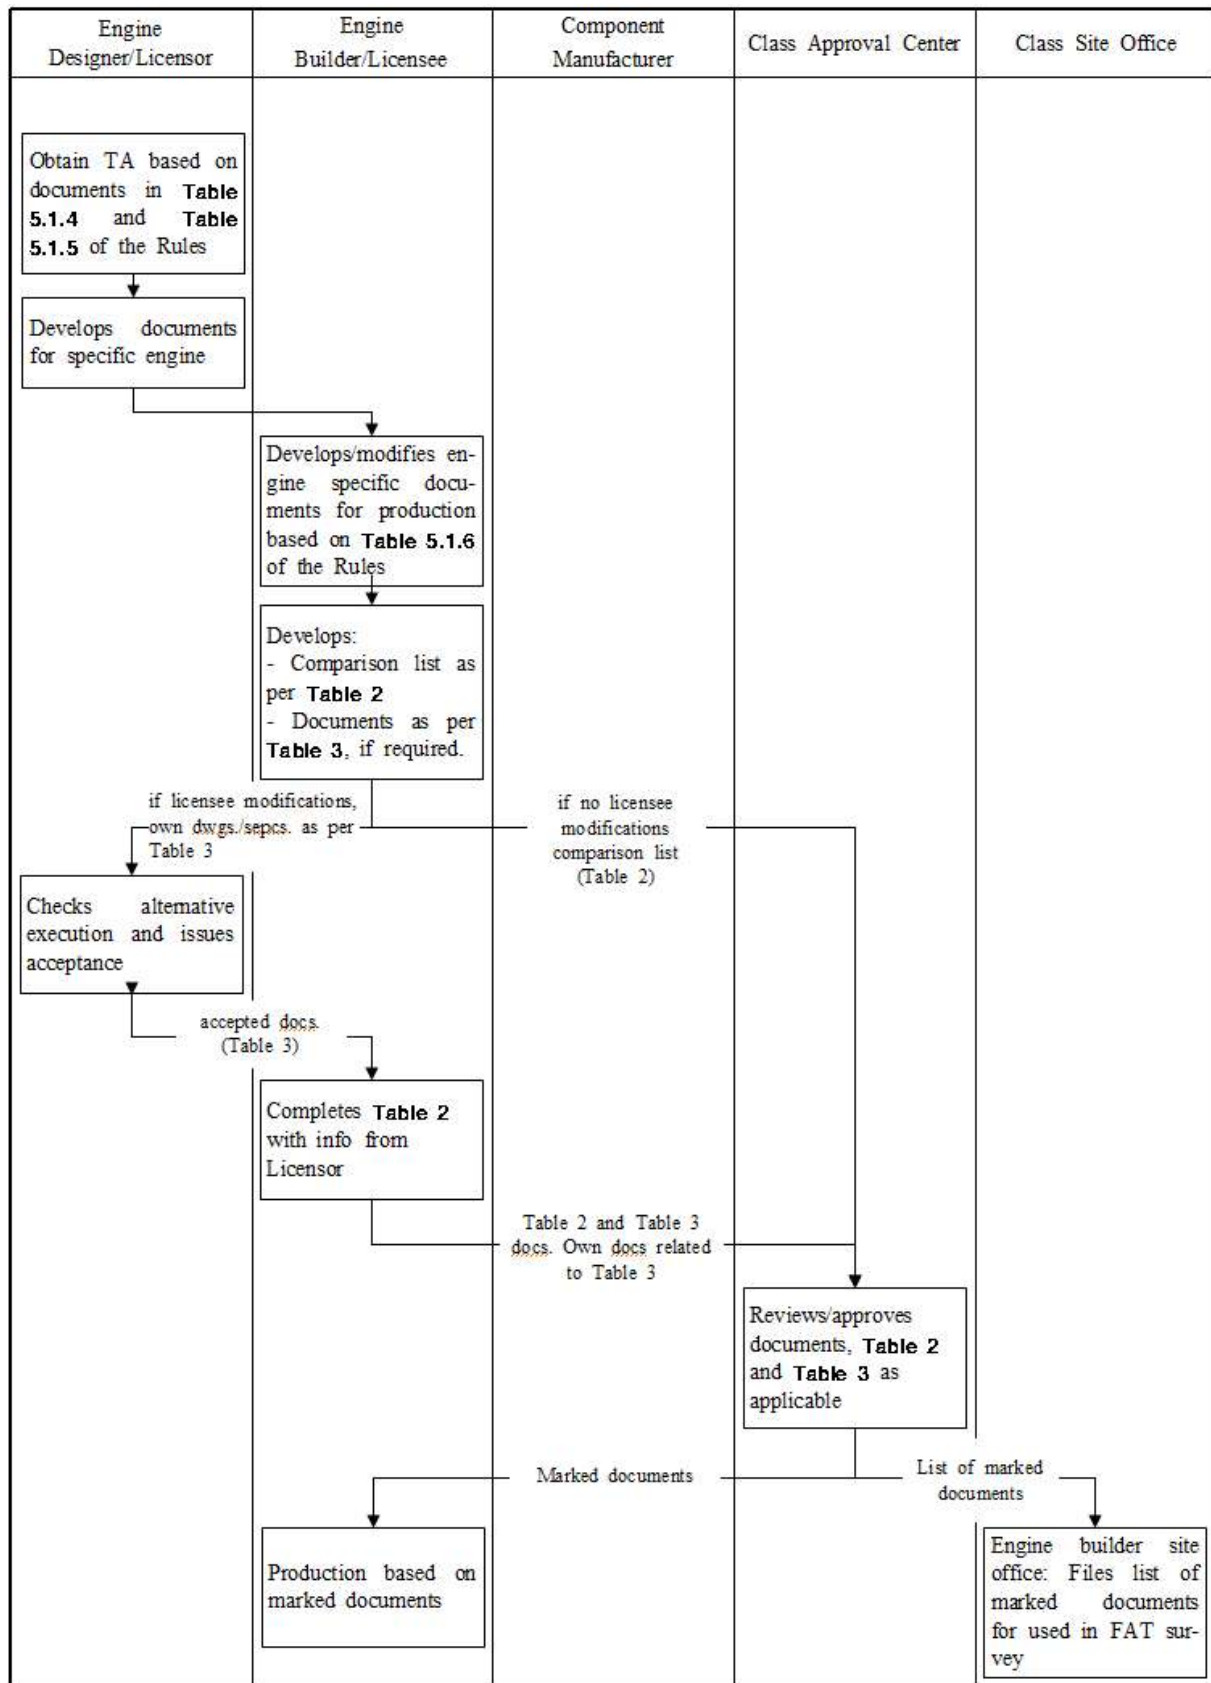 Engine
Designer/Licensor
Engine
Builder/Licensee
Component
Manufacturer
Class Approval Center
Class Site Office
Obtain TA based on
documents in Table
5.1.4 and Table
5.1.5 of the Rules
Develops documents
for specific engine
Develops/modifies en-
gine specific docu-
ments for production
based on Table 5.1.6
of the Rules
Develops:
- Comparison list as
per Table 2
- Documents as per
Table 3, if required.
if licensee modifications,
own dwgs./sepcs. as per
Table 3
if no licensee
modifications
comparison list
(Table 2)
Checks alternative
execution and issues
acceptance
accepted docs.
(Table 3)
Completes Table 2
with info from
Licensor
Table 2 and Table 3
docs. Own docs related
to Table 3
Reviews/approves
documents, Table 2
and Table 3 as
applicable
Marked documents
List of marked
documents
Production based on
marked documents
Engine builder site
office: Files list of
marked documents
for used in FAT sur-
vey